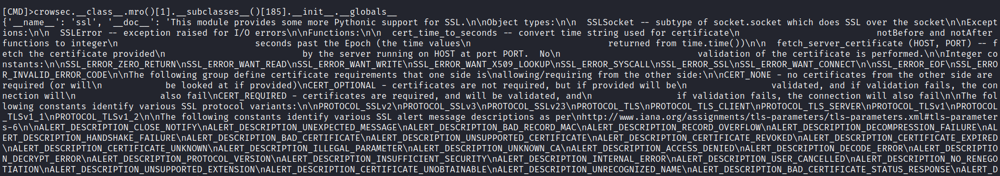 [CMD]>crowsec.__class__.mro()[1].__subclasses__()[185].__init__.__globals__
{'__name__': 'ssl', '__doc__': 'This module provides some more Pythonic support for SSL.\n\nObject types:\n\n  SSLSocket -- subtype of socket.socket which does SSL over the socket\n\nExcept
ions:\n\n  SSLError -- exception raised for I/O errors\n\nFunctions:\n\n  cert_time_to_seconds -- convert time string used for certificate\n                          notBefore and notAfter
functions to integer\n                          seconds past the Epoch (the time values\n                          returned from time.time())\n\n  fetch_server_certificate (HOST, PORT) -- f
etch the certificate provided\n                          by the server running on HOST at port PORT.  No\n                          validation of the certificate is performed.\n\nInteger co
nstants:\n\nSSL_ERROR_ZERO_RETURN\nSSL_ERROR_WANT_READ\nSSL_ERROR_WANT_WRITE\nSSL_ERROR_WANT_X509_LOOKUP\nSSL_ERROR_SYSCALL\nSSL_ERROR_SSL\nSSL_ERROR_WANT_CONNECT\n\nSSL_ERROR_EOF\nSSL_ERRO
R_INVALID_ERROR_CODE\n\nThe following group define certificate requirements that one side is\nallowing/requiring from the other side:\n\nCERT_NONE - no certificates from the other side are
required (or will\n            be looked at if provided)\nCERT_OPTIONAL - certificates are not required, but if provided will be\n                validated, and if validation fails, the con
nection will\n                also fail\nCERT_REQUIRED - certificates are required, and will be validated, and\n                if validation fails, the connection will also fail\n\nThe fol
lowing constants identify various SSL protocol variants:\n\nPROTOCOL_SSLv2\nPROTOCOL_SSLv3\nPROTOCOL_SSLv23\nPROTOCOL_TLS\nPROTOCOL_TLS_CLIENT\nPROTOCOL_TLS_SERVER\nPROTOCOL_TLSv1\nPROTOCOL
_TLSv1_1\nPROTOCOL_TLSv1_2\n\nThe following constants identify various SSL alert message descriptions as per\nhttp://www.iana.org/assignments/tls-parameters/tls-parameters.xml#tls-parameter
s-6\n\nALERT_DESCRIPTION_CLOSE_NOTIFY\nALERT_DESCRIPTION_UNEXPECTED_MESSAGE\nALERT_DESCRIPTION_BAD_RECORD_MAC\nALERT_DESCRIPTION_RECORD_OVERFLOW\nALERT_DESCRIPTION_DECOMPRESSION_FAILURE\nAL
ERT_DESCRIPTION_HANDSHAKE_FAILURE\nALERT_DESCRIPTION_BAD_CERTIFICATE\nALERT_DESCRIPTION_UNSUPPORTED_CERTIFICATE\nALERT_DESCRIPTION_CERTIFICATE_REVOKED\nALERT_DESCRIPTION_CERTIFICATE_EXPIRED
\nALERT_DESCRIPTION_CERTIFICATE_UNKNOWN\nALERT_DESCRIPTION_ILLEGAL_PARAMETER\nALERT_DESCRIPTION_UNKNOWN_CA\nALERT_DESCRIPTION_ACCESS_DENIED\nALERT_DESCRIPTION_DECODE_ERROR\nALERT_DESCRIPTIO
N_DECRYPT_ERROR\nALERT_DESCRIPTION_PROTOCOL_VERSION\nALERT_DESCRIPTION_INSUFFICIENT_SECURITY\nALERT_DESCRIPTION_INTERNAL_ERROR\nALERT_DESCRIPTION_USER_CANCELLED\nALERT_DESCRIPTION_NO_RENEGO
TIATION\nALERT_DESCRIPTION_UNSUPPORTED_EXTENSION\nALERT_DESCRIPTION_CERTIFICATE_UNOBTAINABLE\nALERT_DESCRIPTION_UNRECOGNIZED_NAME\nALERT_DESCRIPTION_BAD_CERTIFICATE_STATUS_RESPONSE\nALERT_D